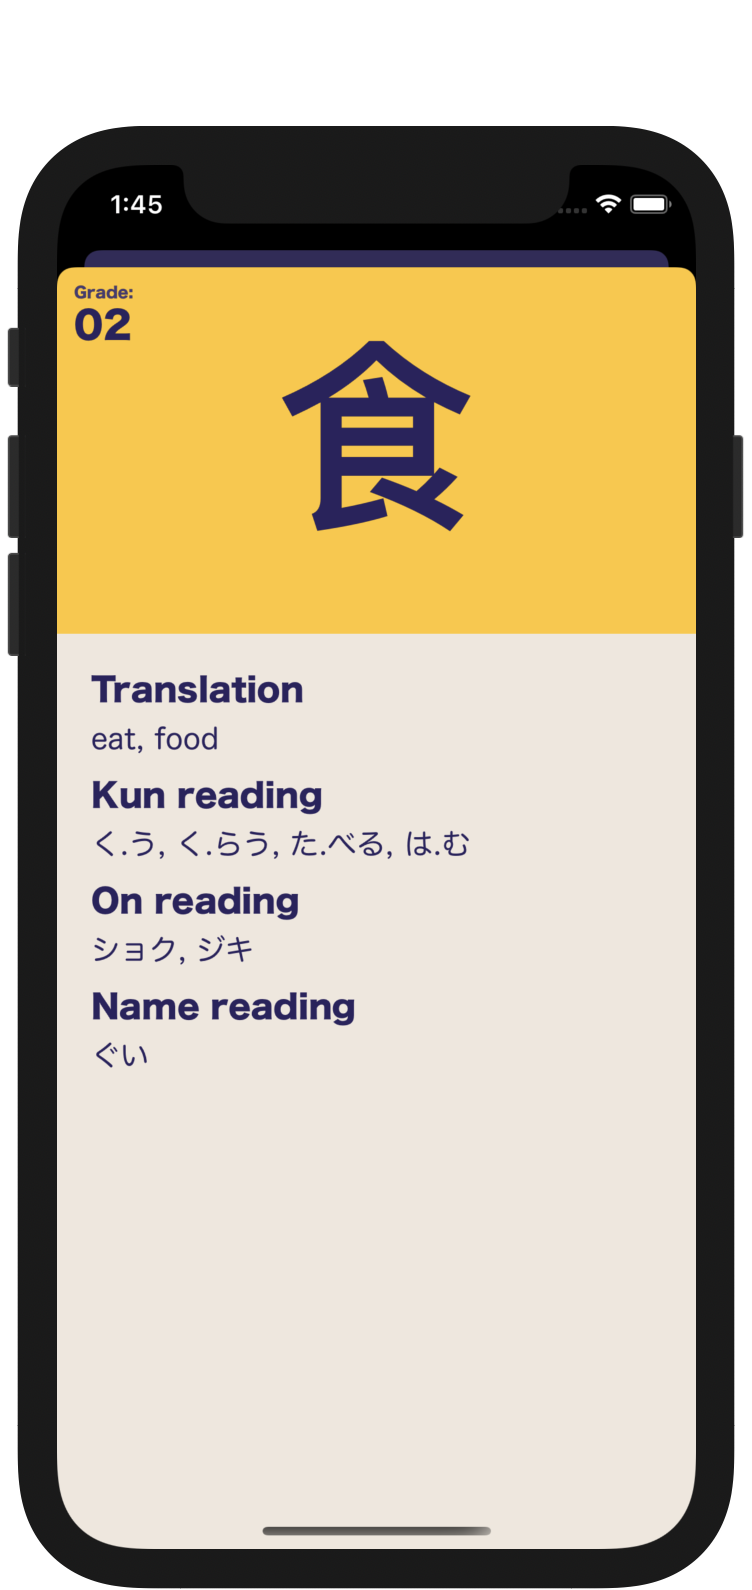 1:45
Grade:
02
食
Translation
eat, food
Kun reading
く.う, く.らう, た.べる, は.む
On reading
ショク, ジキ
Name reading
ぐい